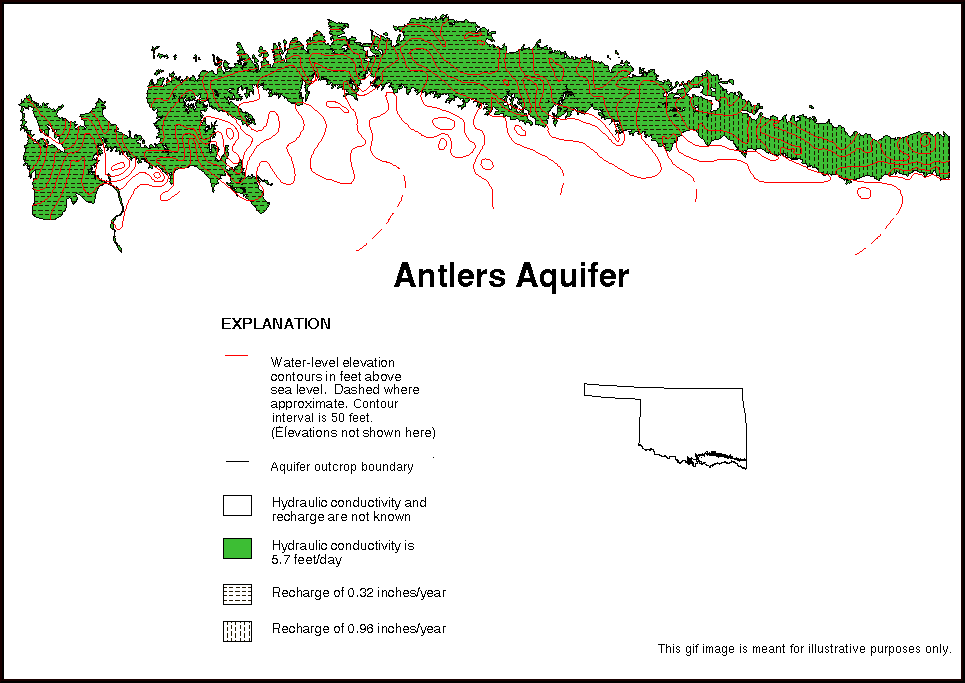 Antlers Aquifer
EXPLANATION
Water-level elevation
contours in feet above
sea level. Dashed where
approximate. Contour
interval is 50 feet.
(Elevations not shown here)
Aquifer outcrop boundary
Hydraulic conductivity and
recharge are not known
Hydraulic conductivity is
5.7 feet/day
Recharge of 0.32 inches/year
Recharge of 0.96 inches/year
This gif image is meant for illustrative purposes only.